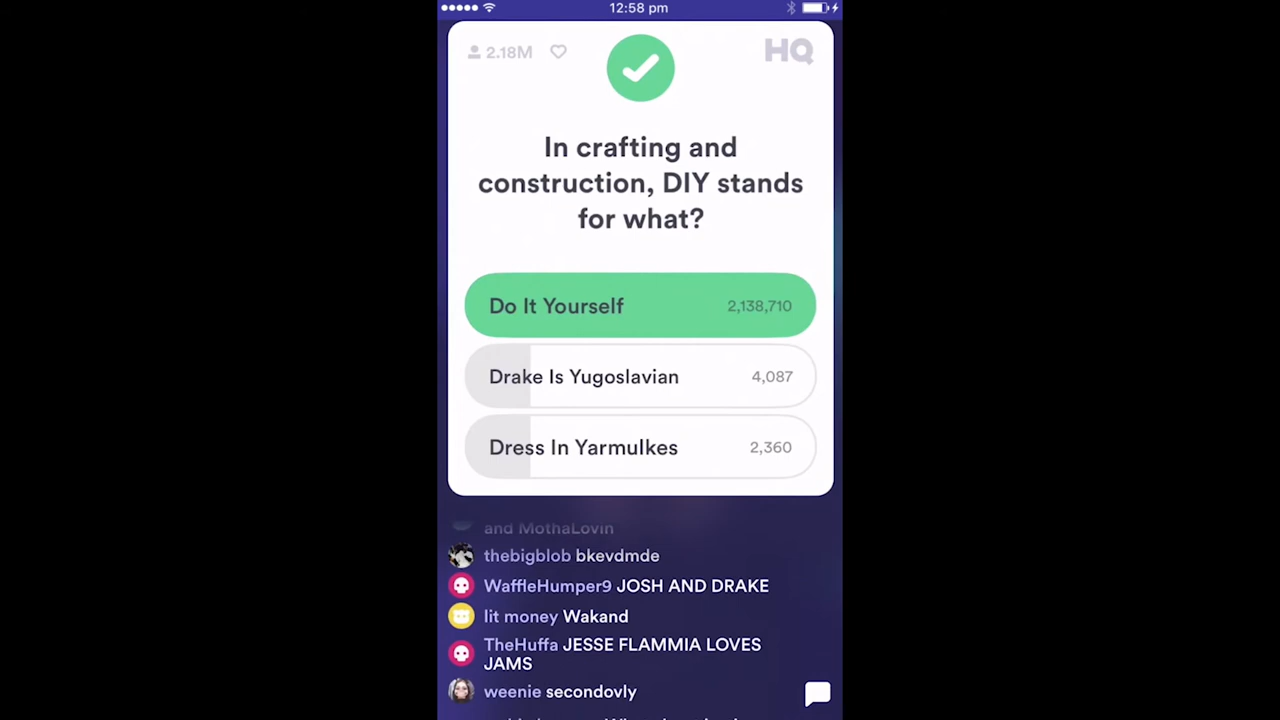 12:58 pm
2.18M
HQ
In crafting and
construction, DIY stands
for what?
Do It Yourself 2,138,710
Drake Is Yugoslavian 4,087
Dress In Yarmulkes 2,360
and MothaLovin
thebigblob bkevdmde
WaffleHumper9 JOSH AND DRAKE
lit money Wakand
TheHuffa JESSE FLAMMIA LOVES
JAMS
weenie secondovly